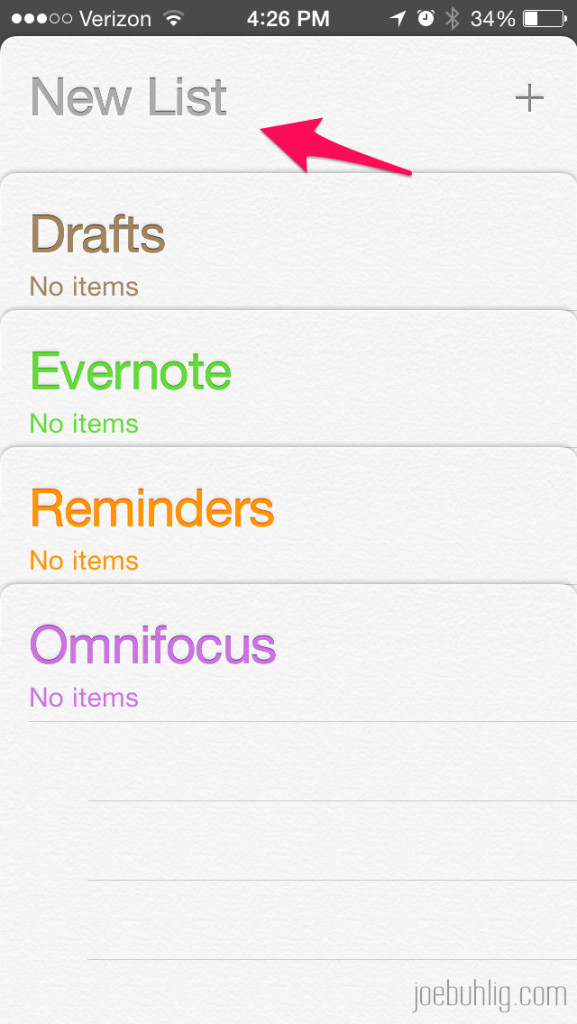 Verizon 4:26 PM 34%
New List
Drafts
No items
Evernote
No items
Reminders
No items
Omnifocus
No items
joebuhlig.com